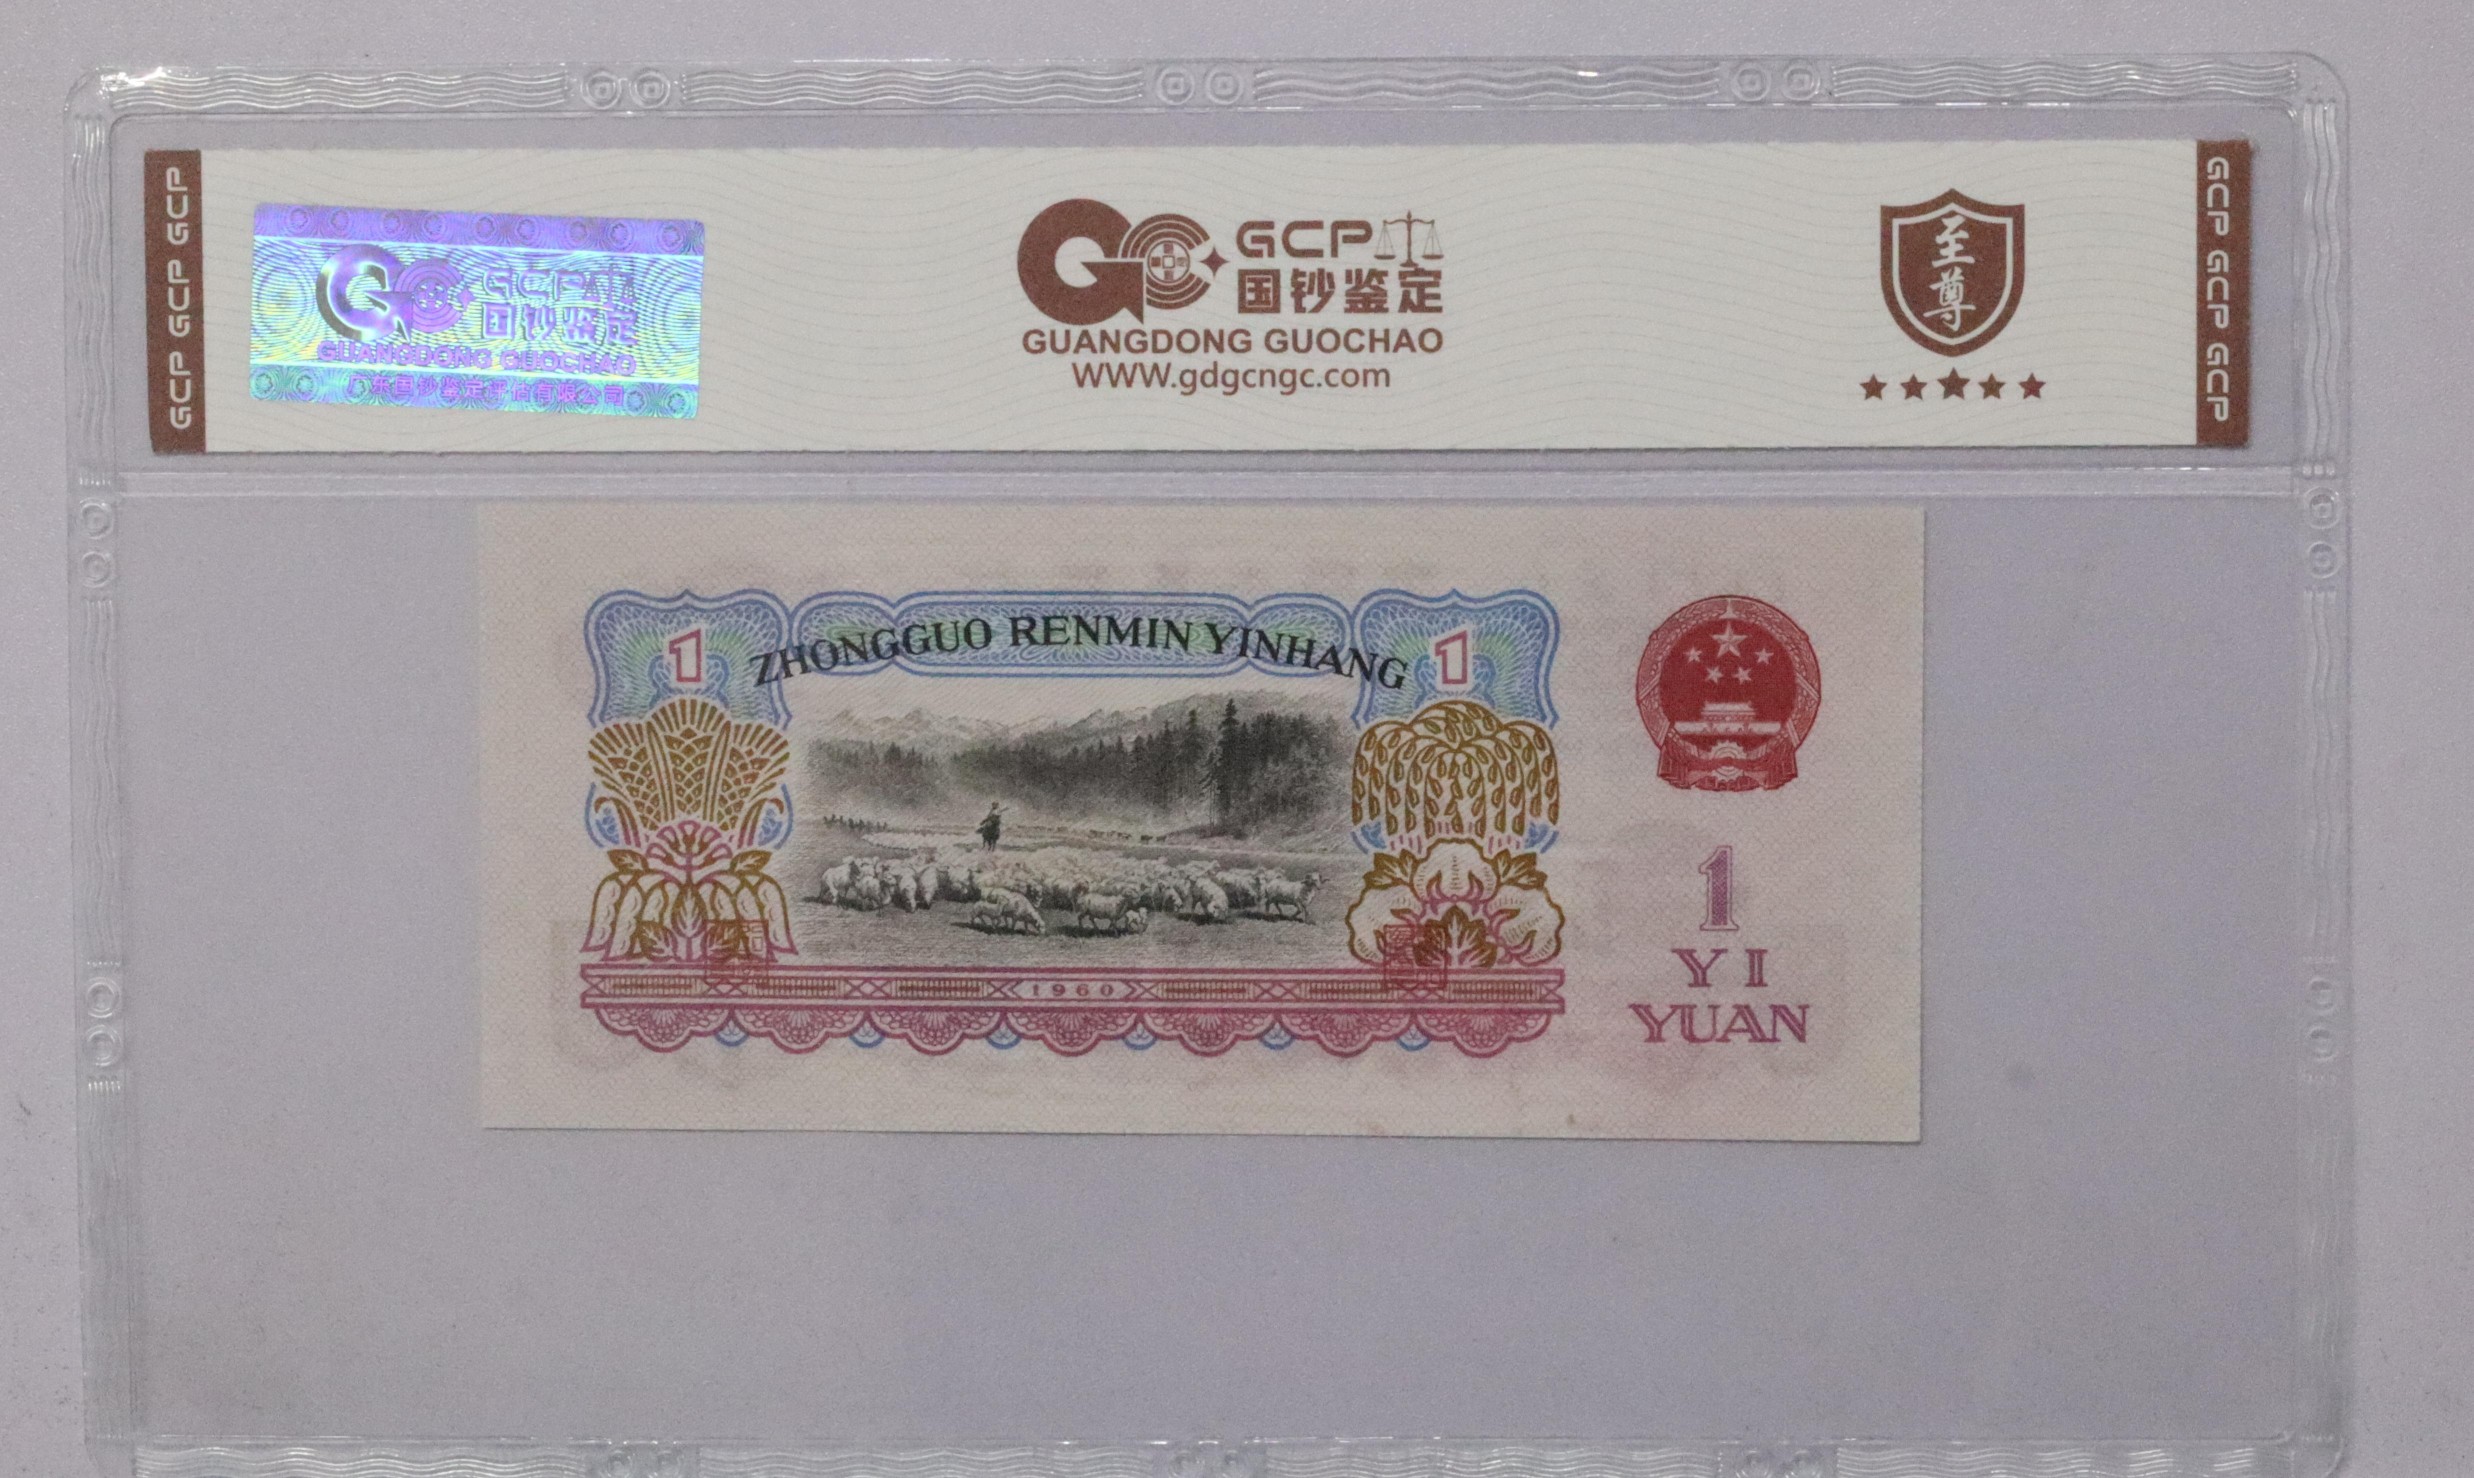 GCP GCP GCP
GCP
国钞鉴定
GUANGDONG GUOCHAO
广东国钞鉴定评估有限公司
GCP
国钞鉴定
GUANGDONG GUOCHAO
WWW.gdgcngc.com
至尊
GCP GCP GCP
1
ZHONGGUO RENMIN YINHANG
1
1960
1
YI
YUAN